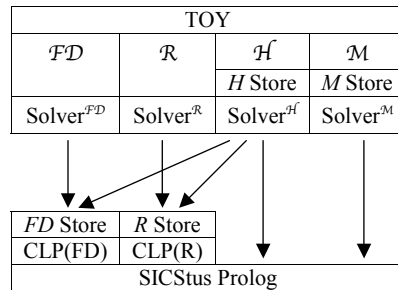 TOY
ℱ𝒟 ℛ ℋ ℳ
H Store M Store
Solver^ℱ𝒟 Solver^ℛ Solver^ℋ Solver^ℳ
FD Store R Store
CLP(FD) CLP(R)
SICStus Prolog